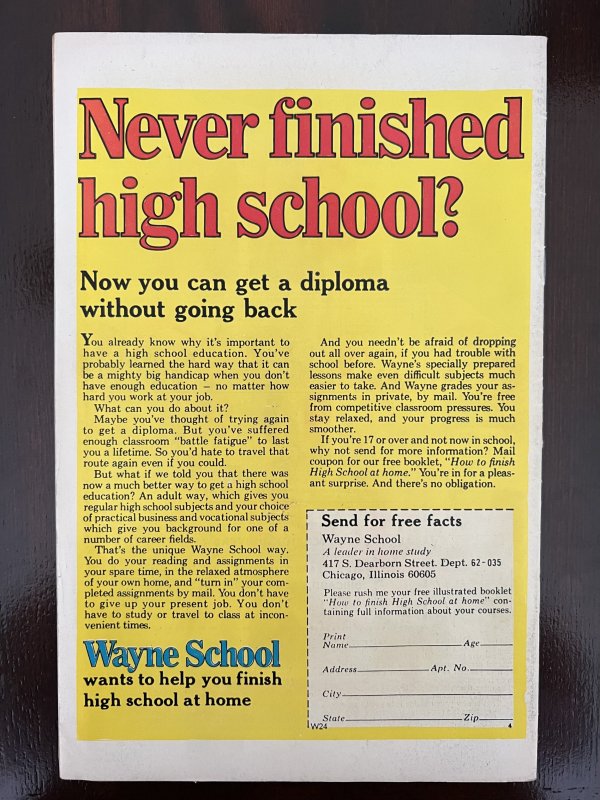 Never finished
high school?
Now you can get a diploma
without going back
You already know why it's important to
have a high school education. You've
probably learned the hard way that it can
be a mighty big handicap when you don't
have enough education – no matter how
hard you work at your job.
What can you do about it?
Maybe you've thought of trying again
to get a diploma. But you've suffered
enough classroom "battle fatigue" to last
you a lifetime. So you'd hate to travel that
route again even if you could.
But what if we told you that there was
now a much better way to get a high school
education? An adult way, which gives you
regular high school subjects and your choice
of practical business and vocational subjects
which give you background for one of a
number of career fields.
That's the unique Wayne School way.
You do your reading and assignments in
your spare time, in the relaxed atmosphere
of your own home, and "turn in" your com-
pleted assignments by mail. You don't have
to give up your present job. You don't
have to study or travel to class at incon-
venient times.
Wayne School
wants to help you finish
high school at home
And you needn't be afraid of dropping
out all over again, if you had trouble with
school before. Wayne's specially prepared
lessons make even difficult subjects much
easier to take. And Wayne grades your as-
signments in private, by mail. You're free
from competitive classroom pressures. You
stay relaxed, and your progress is much
smoother.
If you're 17 or over and not now in school,
why not send for more information? Mail
coupon for our free booklet, "How to finish
High School at home." You're in for a pleas-
ant surprise. And there's no obligation.
Send for free facts
Wayne School
A leader in home study
417 S. Dearborn Street. Dept. 62-035
Chicago, Illinois 60605
Please rush me your free illustrated booklet
"How to finish High School at home" con-
taining full information about your courses.
Print
Name Age
Address Apt. No.
City
State Zip
W24 4